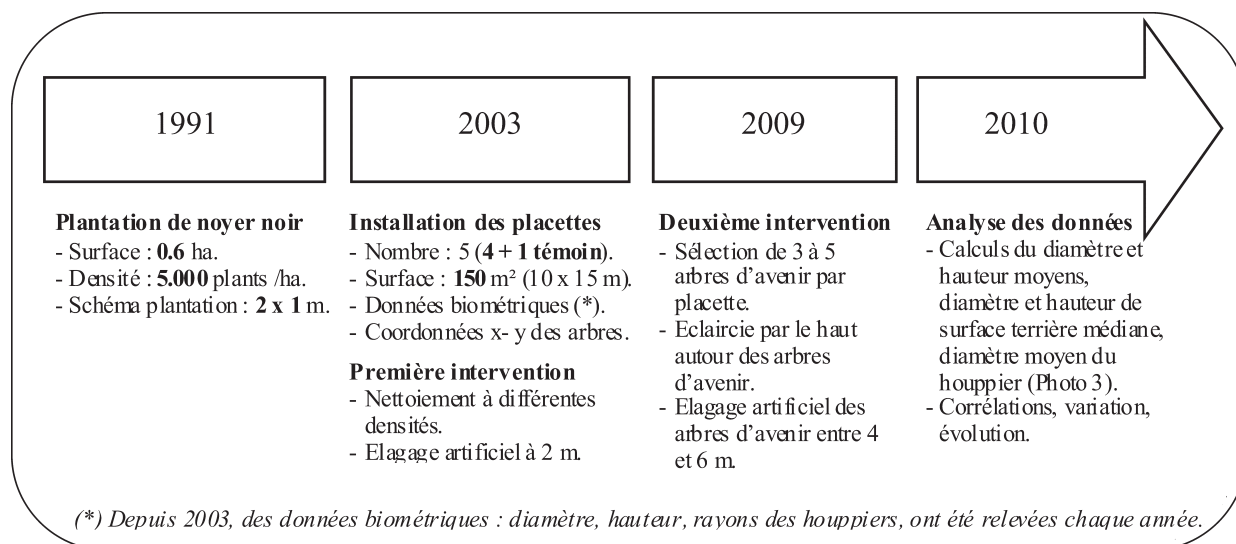 1991
2003
2009
2010
Plantation de noyer noir
- Surface : 0.6 ha.
- Densité : 5.000 plants /ha.
- Schéma plantation : 2 x 1 m.
Installation des placettes
- Nombre : 5 (4 + 1 témoin).
- Surface : 150 m² (10 x 15 m).
- Données biométriques (*).
- Coordonnées x- y des arbres.
Première intervention
- Nettoiement à différentes
densités.
- Elagage artificiel à 2 m.
Deuxième intervention
- Sélection de 3 à 5
arbres d'avenir par
placette.
- Eclaircie par le haut
autour des arbres
d'avenir.
- Elagage artificiel des
arbres d'avenir entre 4
et 6 m.
Analyse des données
- Calculs du diamètre et
hauteur moyens,
diamètre et hauteur de
surface terrière médiane,
diamètre moyen du
houppier (Photo 3).
- Corrélations, variation,
évolution.
(*) Depuis 2003, des données biométriques : diamètre, hauteur, rayons des houppiers, ont été relevées chaque année.